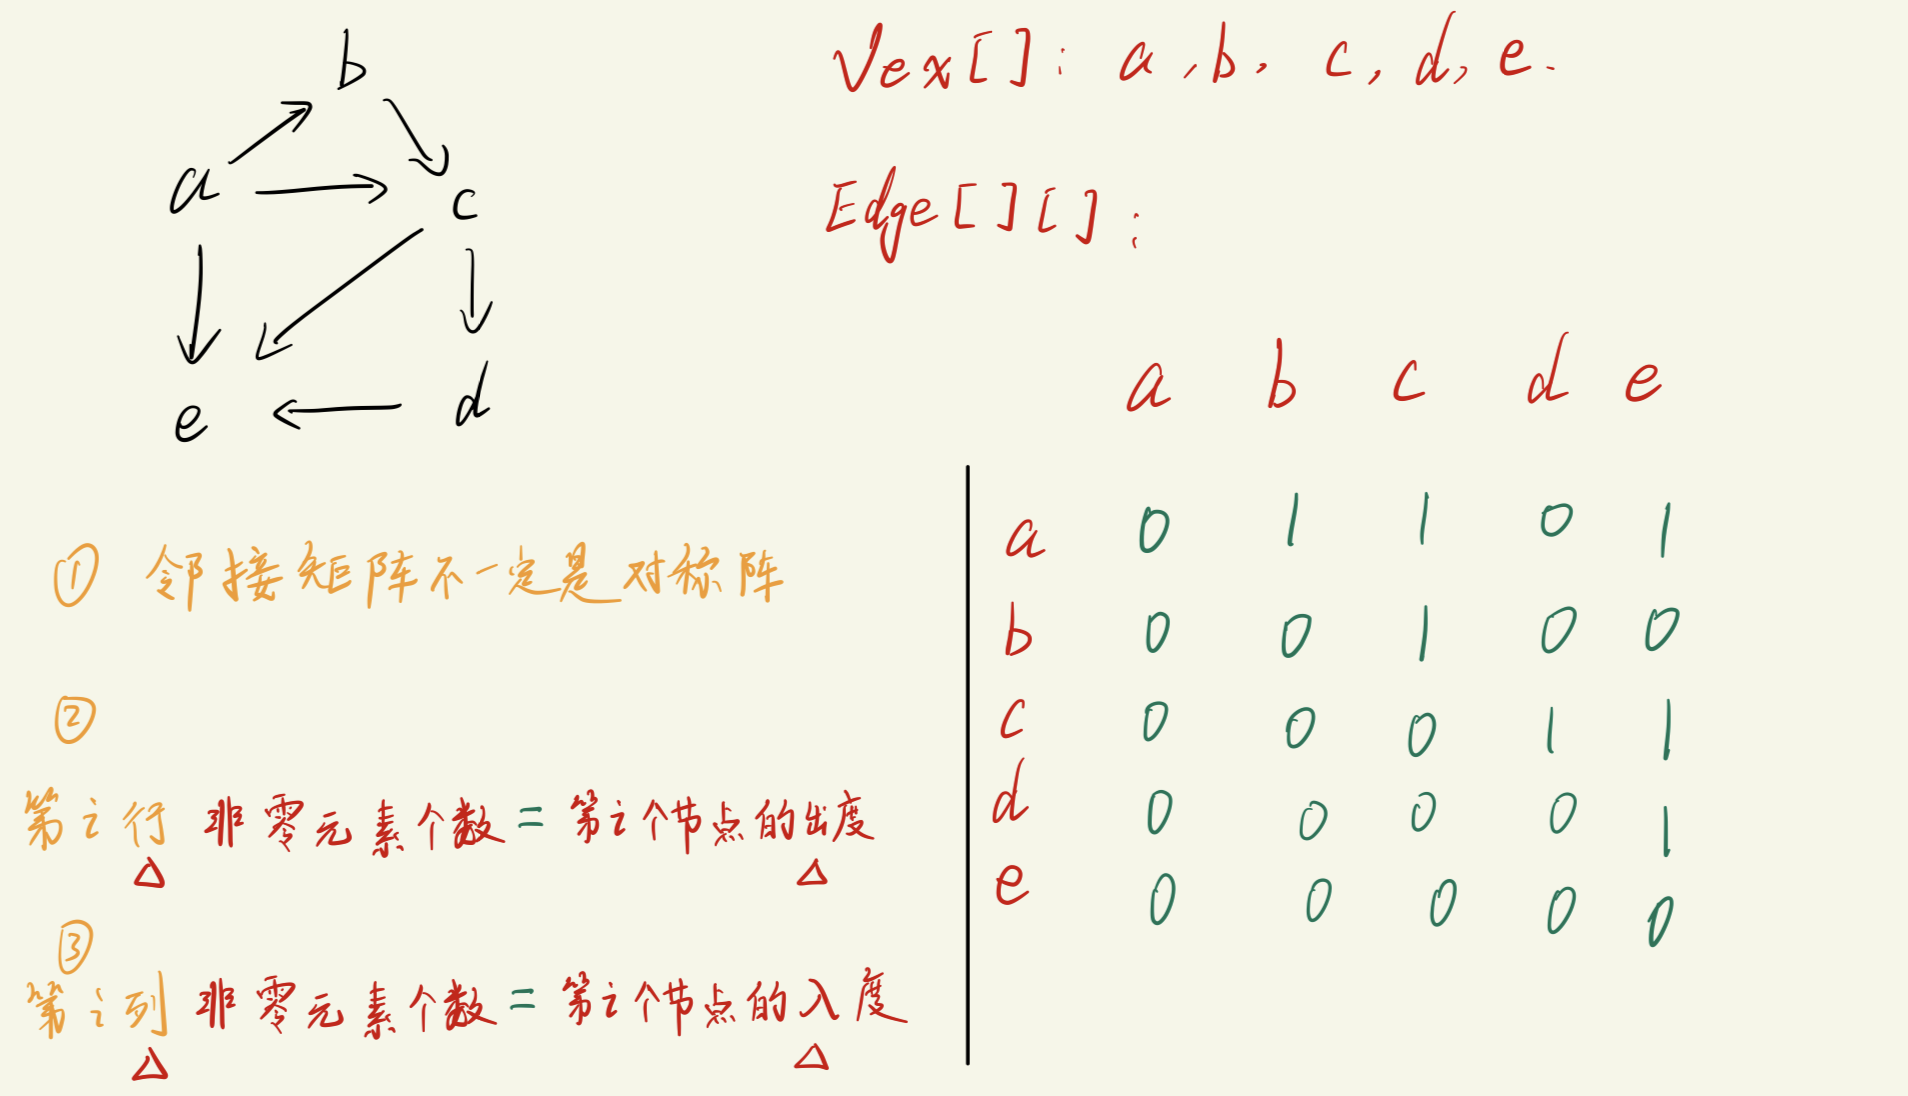 b
a
c
e
d
Vex[]: a, b, c, d, e.
Edge[][]:
a b c d e
a 0 1 1 0 1
b 0 0 1 0 0
c 0 0 0 1 1
d 0 0 0 0 1
e 0 0 0 0 0
① 邻接矩阵不一定是对称阵
②
第i行 非零元素个数 = 第i个节点的出度
③
第i列 非零元素个数 = 第i个节点的入度